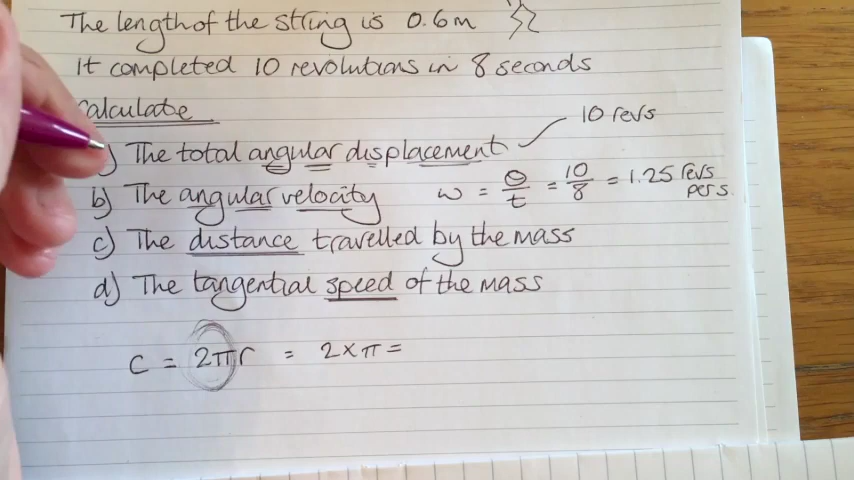 The length of the string is 0.6m
It completed 10 revolutions in 8 seconds
Calculate
) The total angular displacement 10 revs
b) The angular velocity ω = θ/t = 10/8 = 1.25 revs per s.
c) The distance travelled by the mass
d) The tangential speed of the mass
C = 2πr = 2×π=